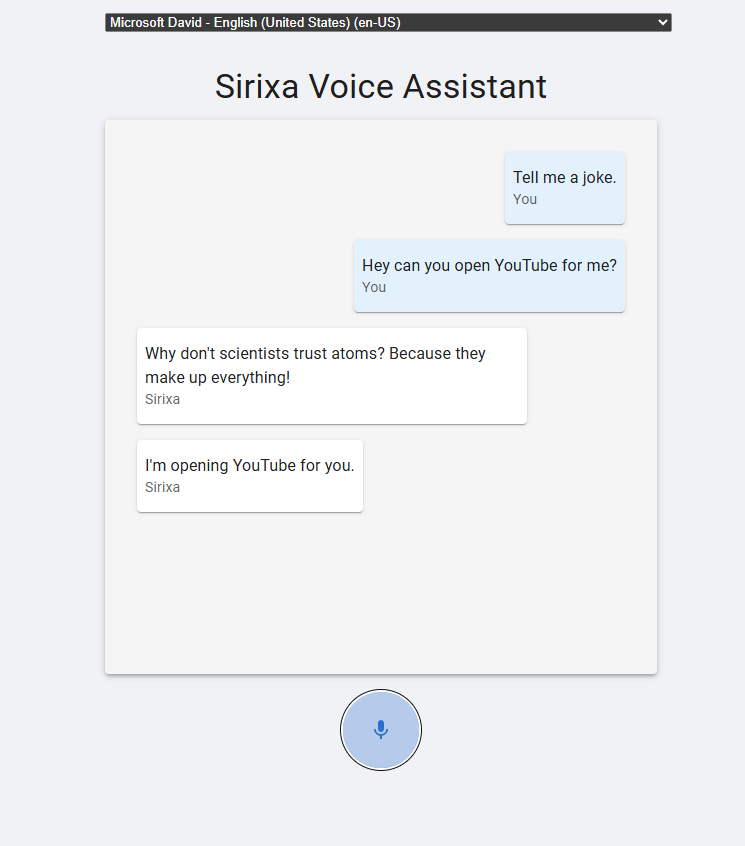 Microsoft David - English (United States) (en-US)
Sirixa Voice Assistant
Tell me a joke.
You
Hey can you open YouTube for me?
You
Why don't scientists trust atoms? Because they
make up everything!
Sirixa
I'm opening YouTube for you.
Sirixa